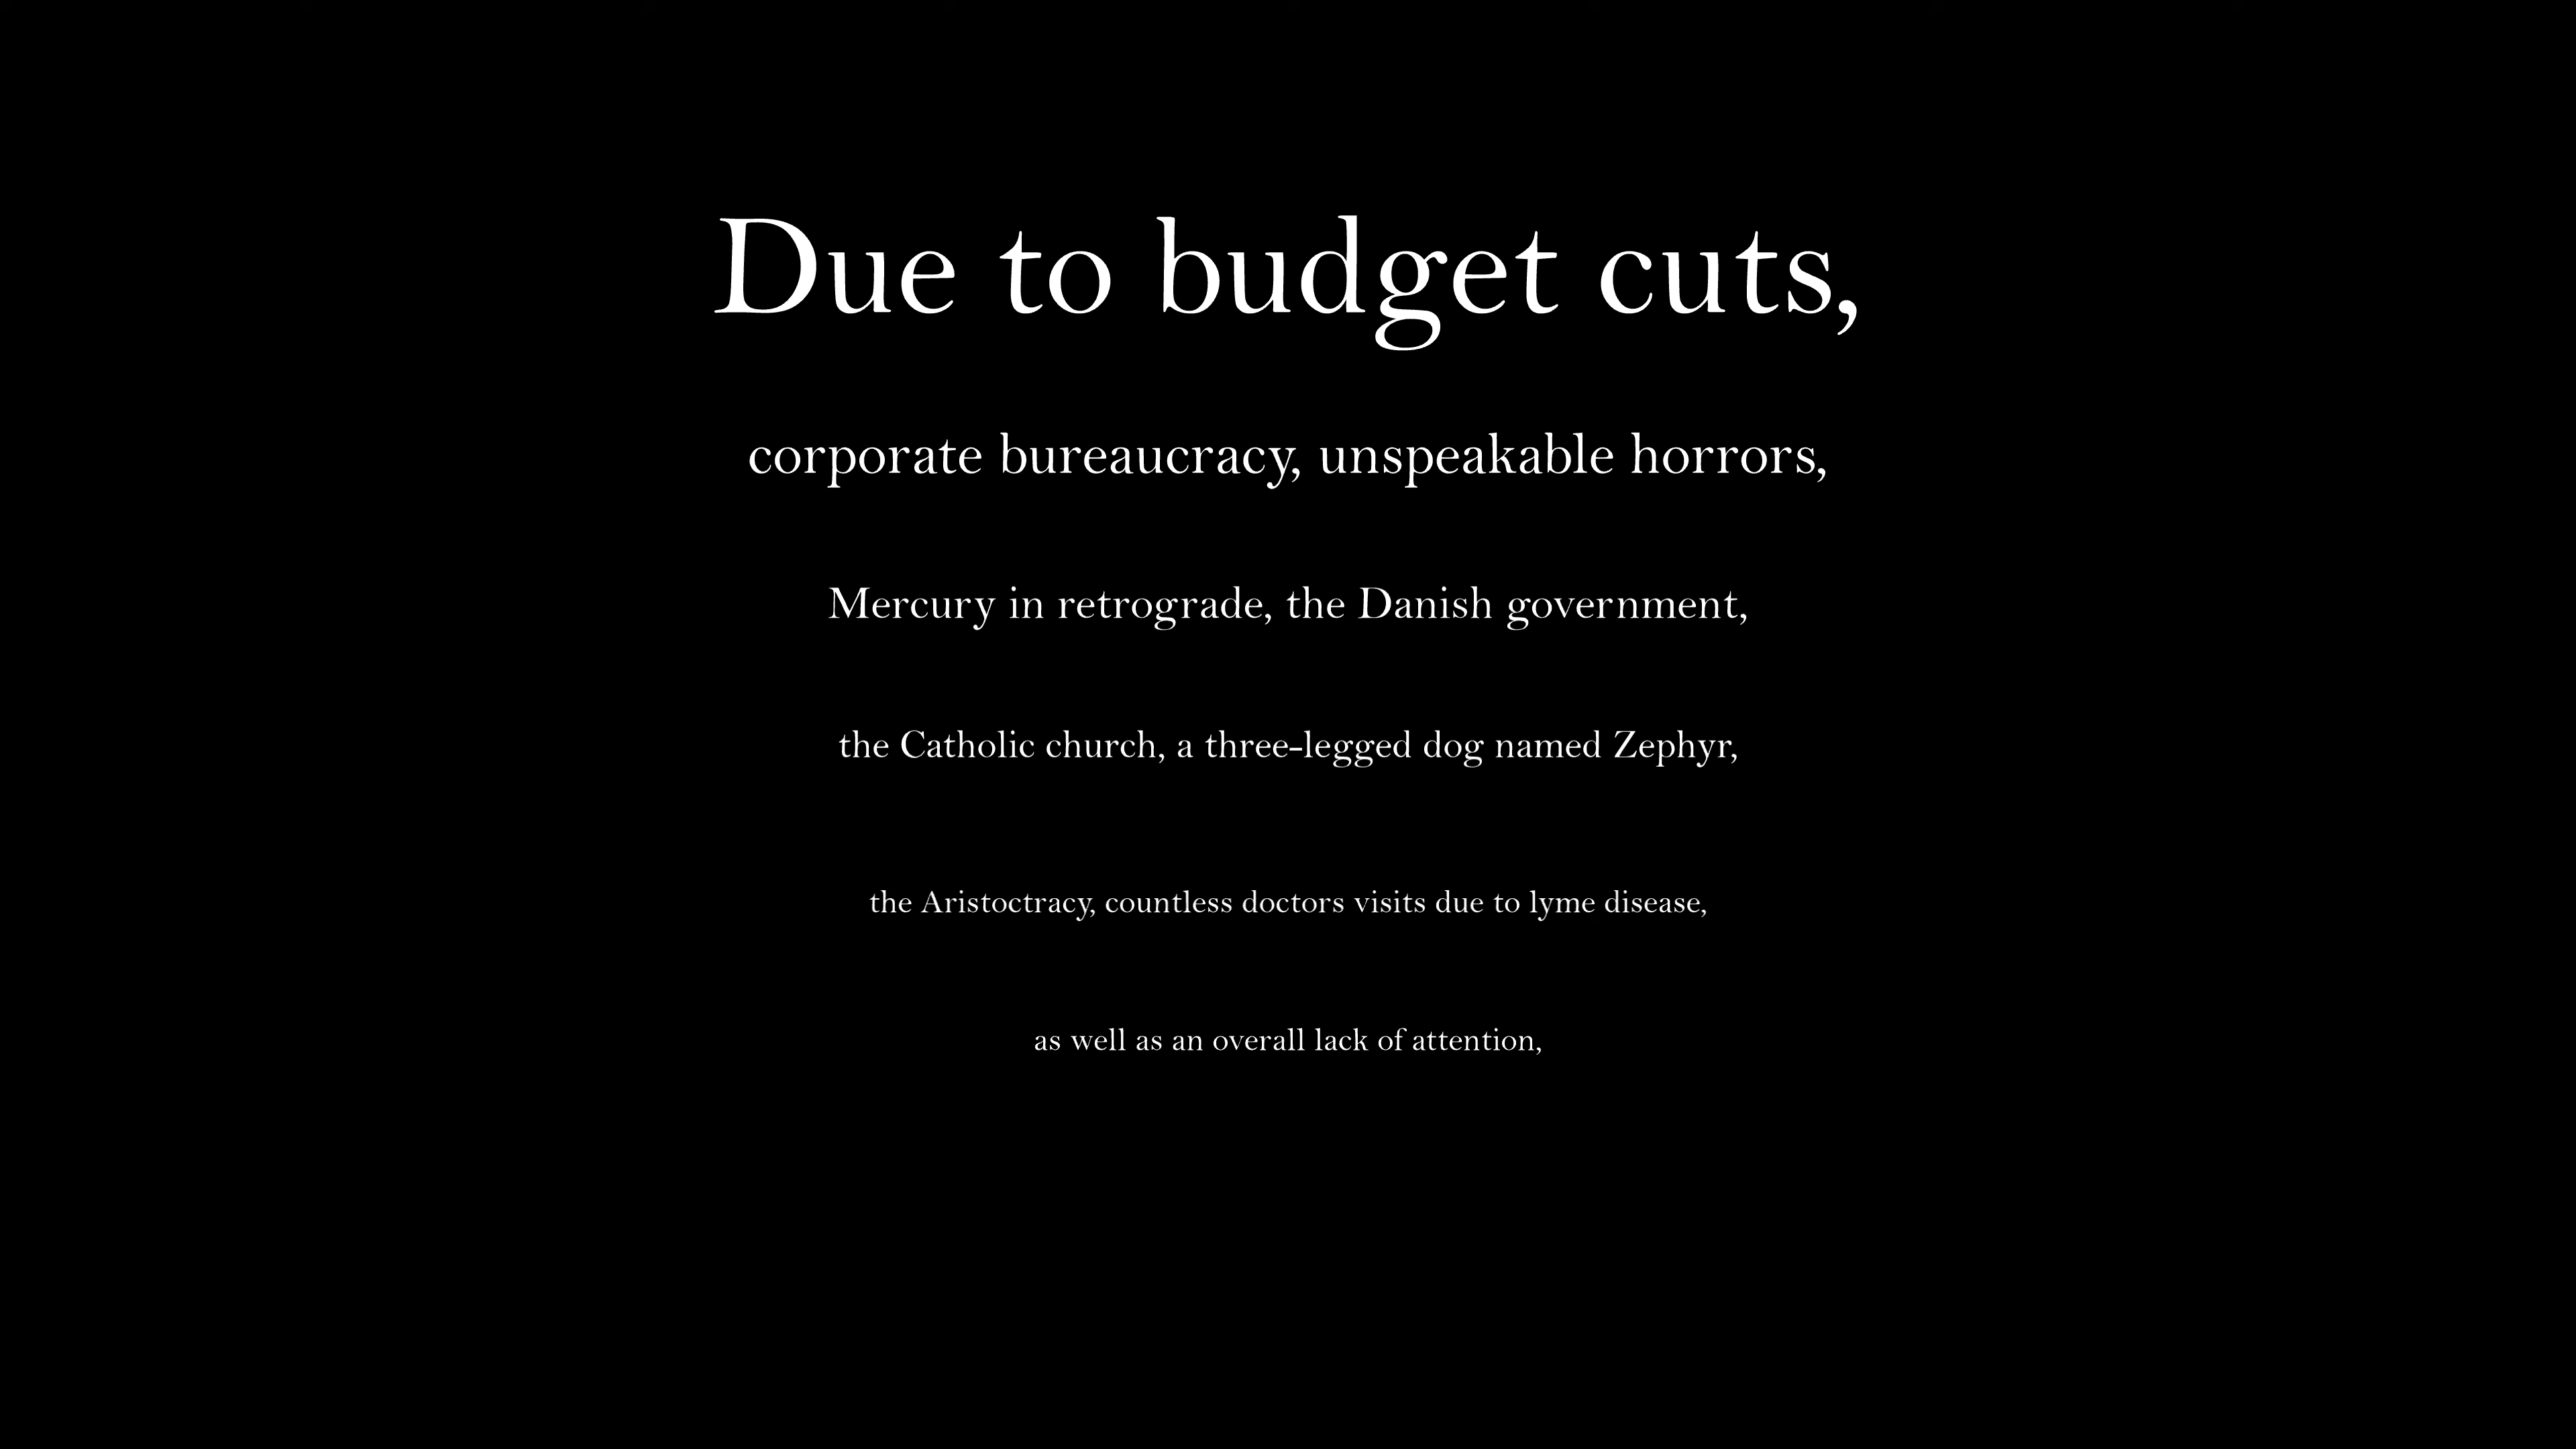 Due to budget cuts,
corporate bureaucracy, unspeakable horrors,
Mercury in retrograde, the Danish government,
the Catholic church, a three-legged dog named Zephyr,
the Aristoctracy, countless doctors visits due to lyme disease,
as well as an overall lack of attention,